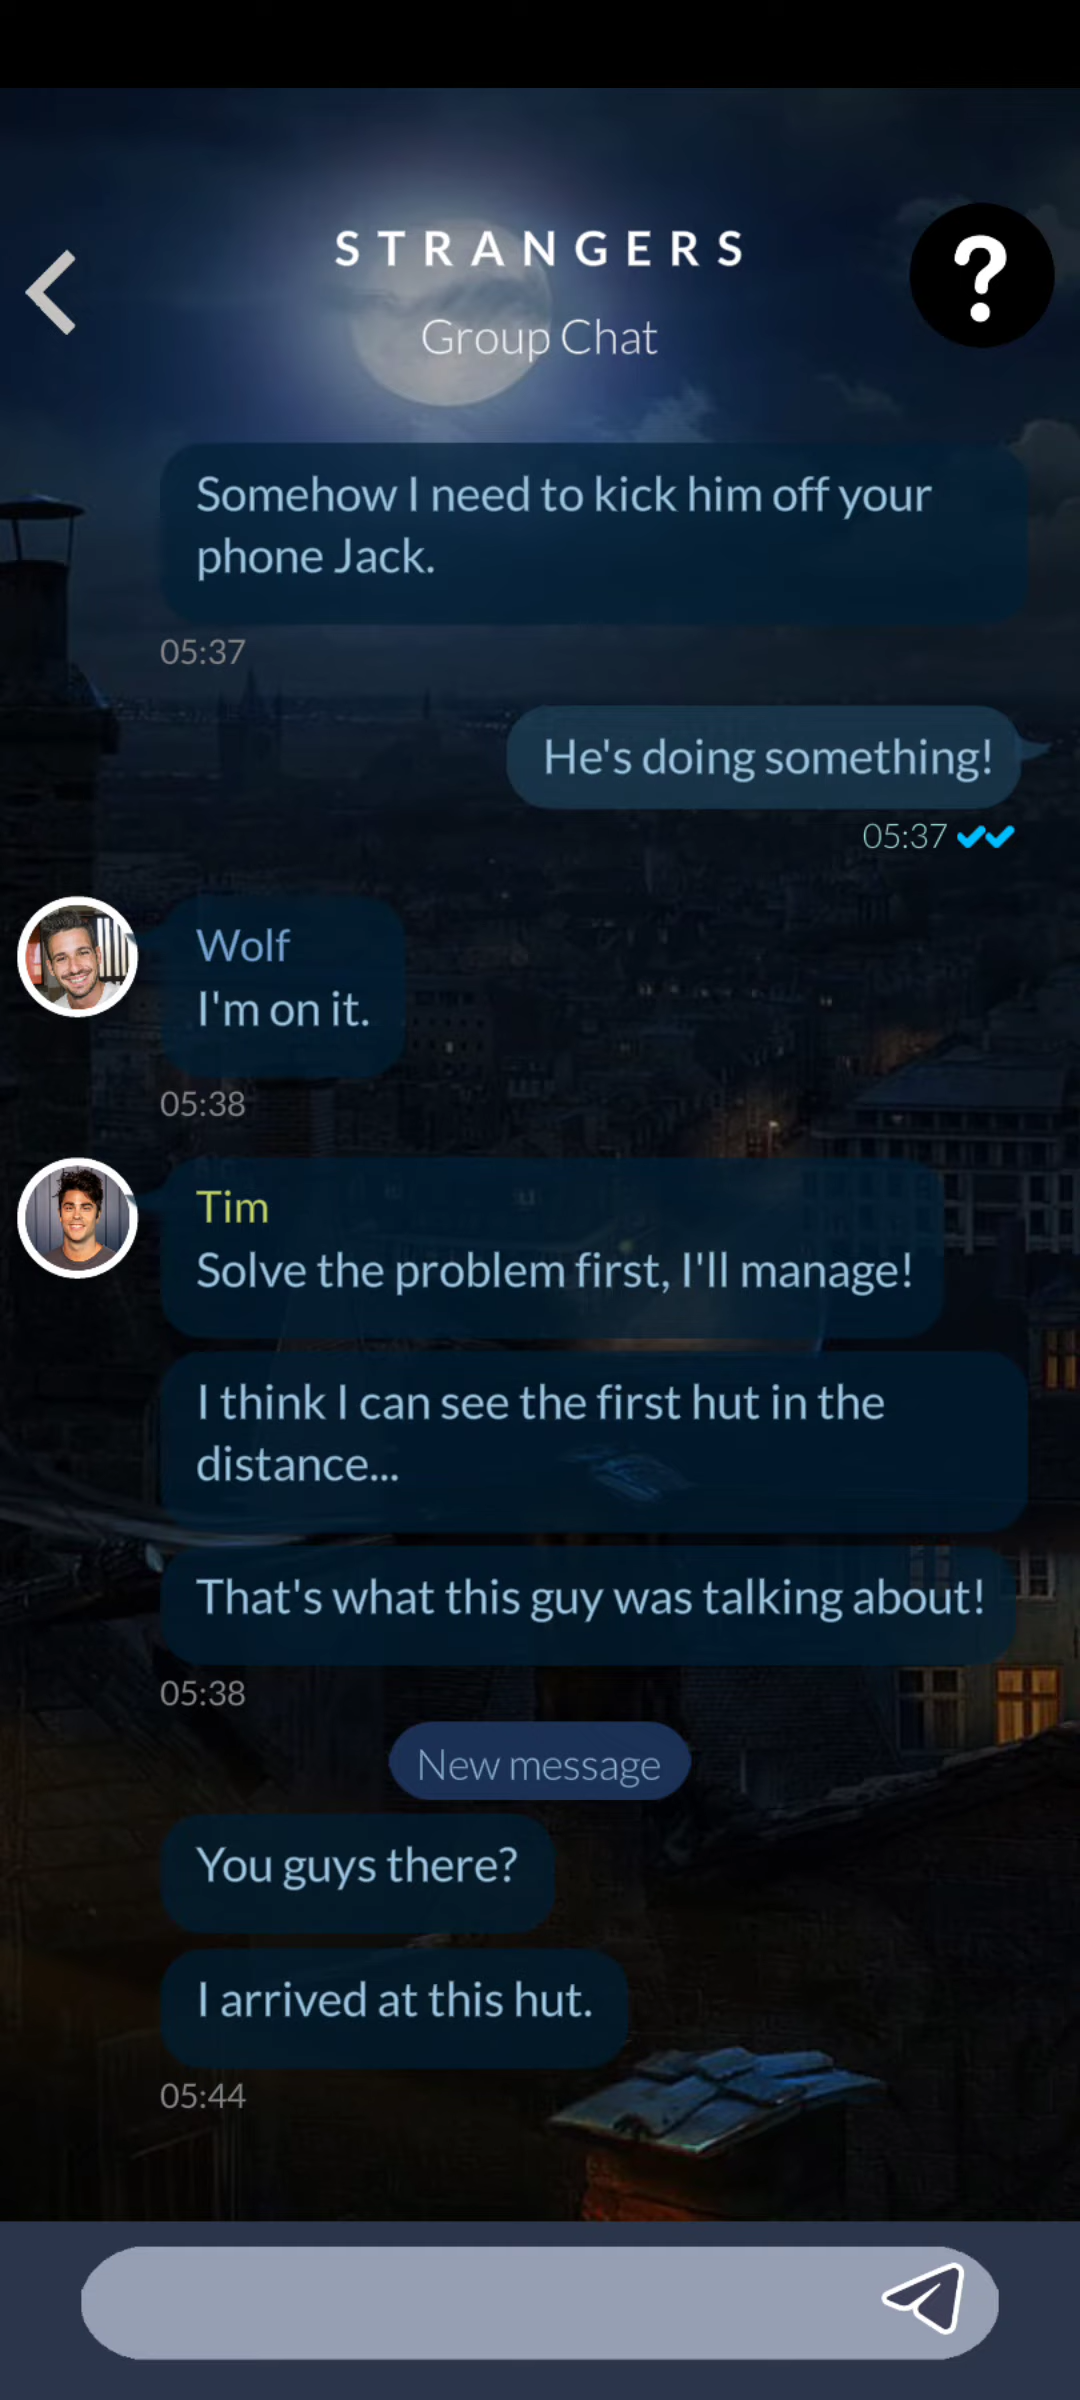 STRANGERS
?
Group Chat
Somehow I need to kick him off your
phone Jack.
05:37
He's doing something!
05:37
Wolf
I'm on it.
05:38
Tim
Solve the problem first, I'll manage!
I think I can see the first hut in the
distance...
That's what this guy was talking about!
05:38
New message
You guys there?
I arrived at this hut.
05:44